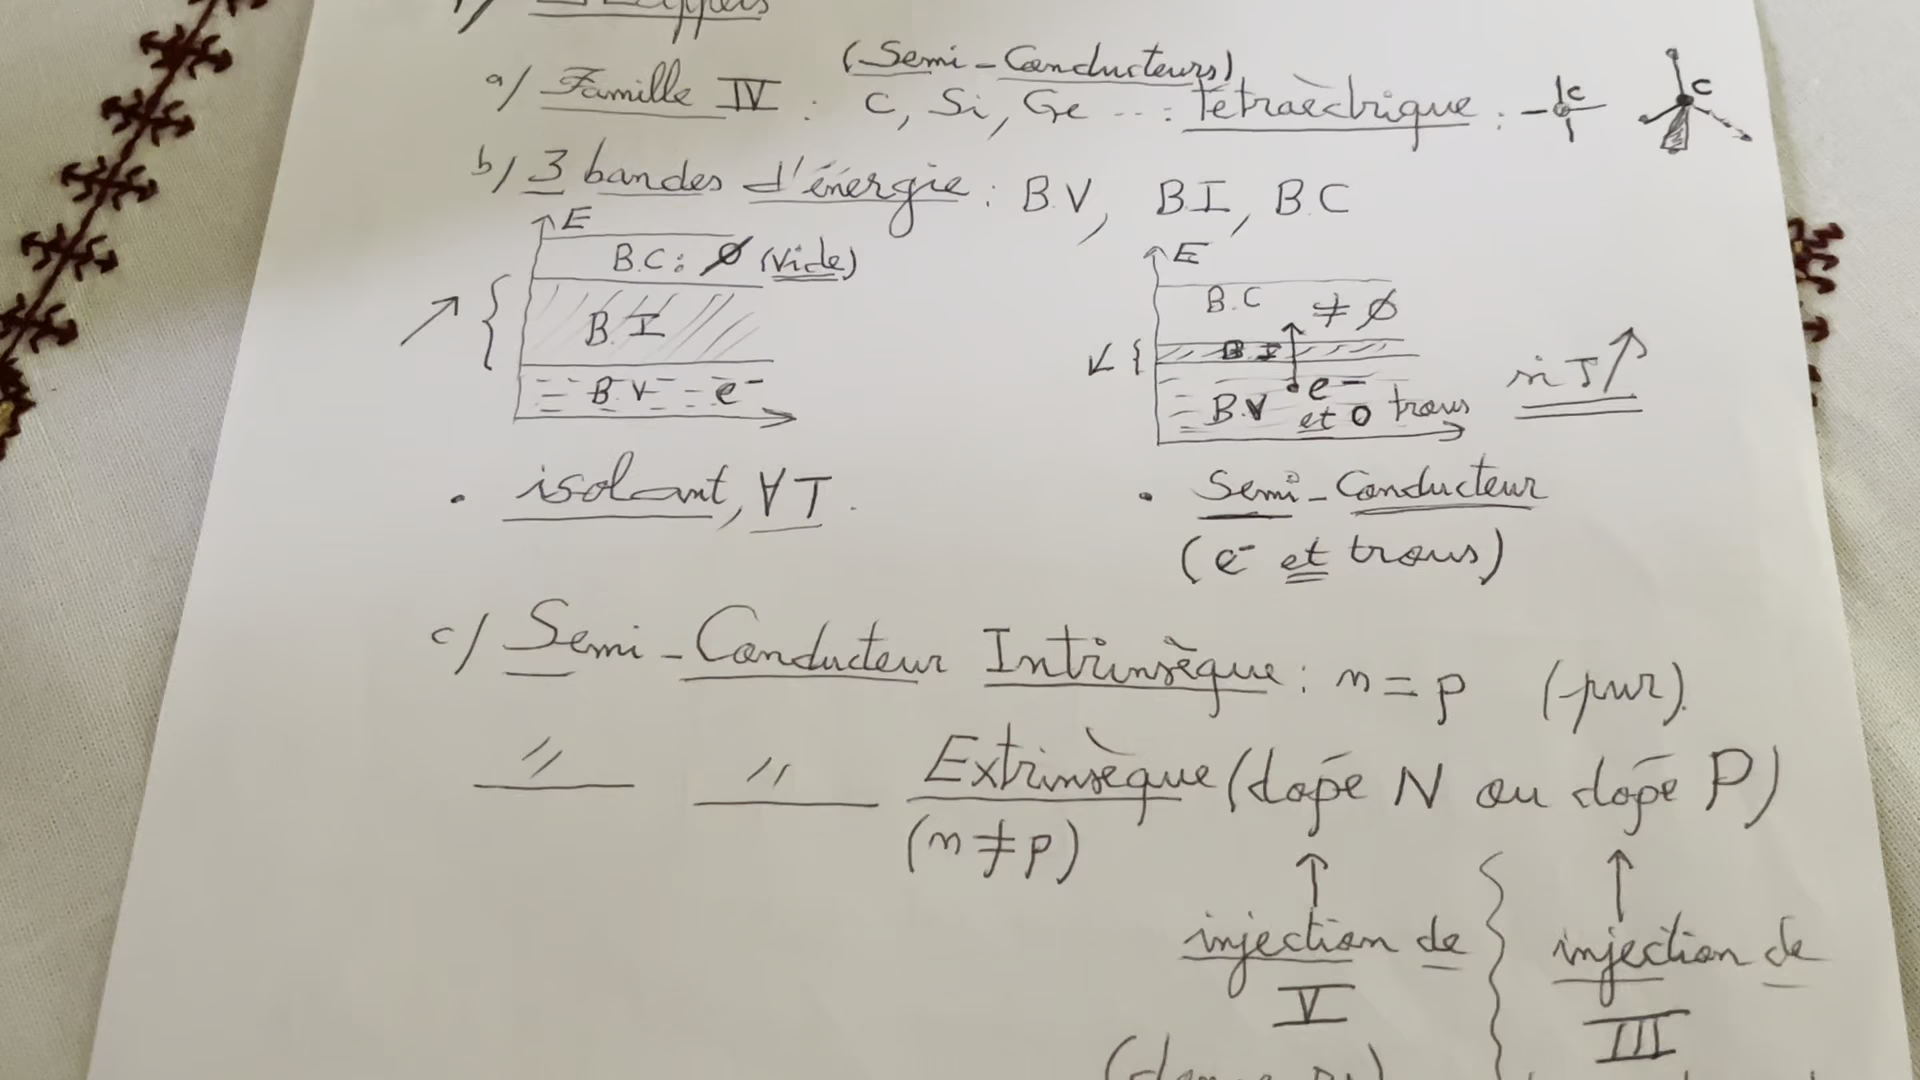 a/ Famille IV : C, Si, Ge ... : Tétraèdrique : C C
(Semi-Conducteurs)
b/ 3 bandes d'énergie : B.V, B.I, B.C
E
B.C : ∅ (vide)
B.I
B.V e-
. isolant, ∀T.
E
B.C ≠ ∅
B.I
B.V e-
et o trous
si T↗
. Semi-Conducteur
(e- et trous)
c/ Semi-Conducteur Intrinsèque : n = p (pur).
// // Extrinsèque (dopé N ou dopé P)
(n ≠ p)
injection de
V
injection de
III